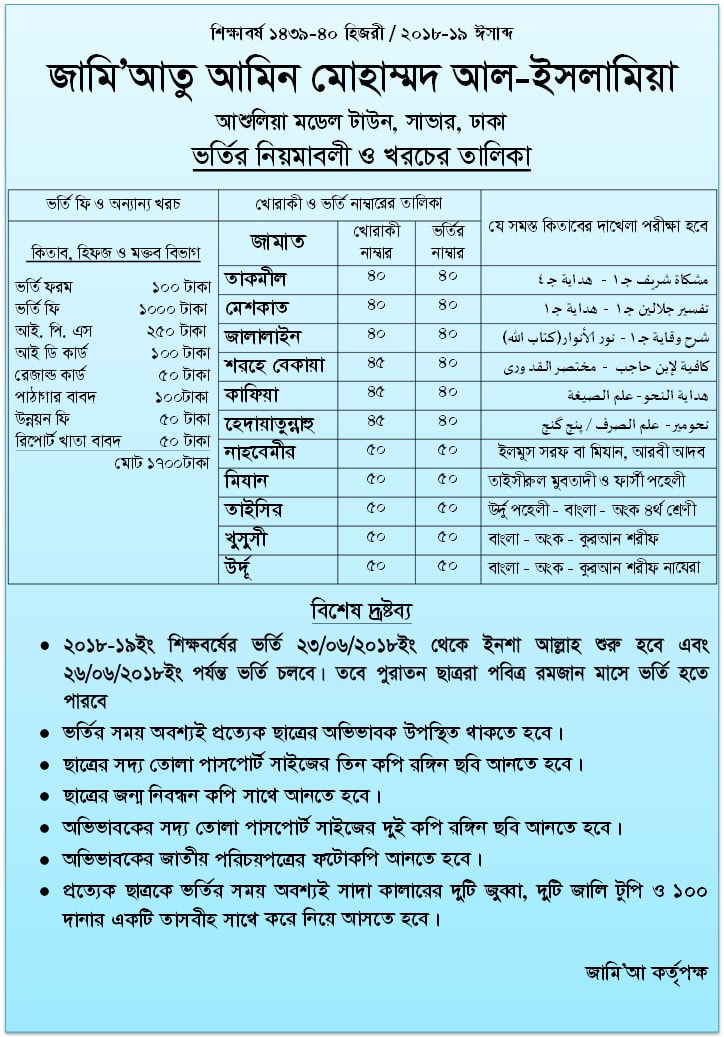 শিক্ষাবর্ষ ১৪৩৯-৪০ হিজরী / ২০১৮-১৯ ঈসাব্দ
জামি’আতু আমিন মোহাম্মদ আল-ইসলামিয়া
আশুলিয়া মডেল টাউন, সাভার, ঢাকা
ভর্তির নিয়মাবলী ও খরচের তালিকা
ভর্তি ফি ও অন্যান্য খরচ
কিতাব, হিফজ ও মক্তব বিভাগ
ভর্তি ফরম ১০০ টাকা
ভর্তি ফি ১০০০ টাকা
আই. পি. এস ২৫০ টাকা
আই ডি কার্ড ১০০ টাকা
রেজাল্ড কার্ড ৫০ টাকা
পাঠাগার বাবদ ১০০টাকা
উন্নয়ন ফি ৫০ টাকা
রিপোর্ট খাতা বাবদ ৫০ টাকা
মোট ১৭০০টাকা
খোরাকী ও ভর্তি নাম্বারের তালিকা
যে সমস্ত কিতাবের দাখেলা পরীক্ষা হবে
জামাত খোরাকী নাম্বার ভর্তির নাম্বার
তাকমীল ৪০ ৪০ مشكاة شريف جـ١ - هداية جـ٤
মেশকাত ৪০ ৪০ تفسير جلالين جـ١ - هداية جـ١
জালালাইন ৪০ ৪০ شرح وقاية جـ١ - نور الأنوار(كتاب الله)
শরহে বেকায়া ৪৫ ৪০ كافية لإبن حاجب - مختصر القدورى
কাফিয়া ৪৫ ৪০ هداية النحو- علم الصيغة
হেদায়াতুন্নাহু ৪৫ ৪০ نحومير- علم الصرف / پنج گنج
নাহবেমীর ৫০ ৫০ ইলমুস সরফ বা মিযান, আরবী আদব
মিযান ৫০ ৫০ তাইসীরুল মুবতাদী ও ফার্সী পহেলী
তাইসির ৫০ ৫০ উর্দু পহেলী - বাংলা - অংক ৪র্থ শ্রেণী
খুসুসী ৫০ ৫০ বাংলা - অংক - কুরআন শরীফ
উর্দূ ৫০ ৫০ বাংলা - অংক - কুরআন শরীফ নাযেরা
বিশেষ দ্রষ্টব্য
• ২০১৮-১৯ইং শিক্ষবর্ষের ভর্তি ২৩/০৬/২০১৮ইং থেকে ইনশা আল্লাহ শুরু হবে এবং
২৬/০৬/২০১৮ইং পর্যন্ত ভর্তি চলবে। তবে পুরাতন ছাত্ররা পবিত্র রমজান মাসে ভর্তি হতে
পারবে
• ভর্তির সময় অবশ্যই প্রত্যেক ছাত্রের অভিভাবক উপস্থিত থাকতে হবে।
• ছাত্রের সদ্য তোলা পাসপোর্ট সাইজের তিন কপি রঙ্গিন ছবি আনতে হবে।
• ছাত্রের জন্ম নিবন্ধন কপি সাথে আনতে হবে।
• অভিভাবকের সদ্য তোলা পাসপোর্ট সাইজের দুই কপি রঙ্গিন ছবি আনতে হবে।
• অভিভাবকের জাতীয় পরিচয়পত্রের ফটোকপি আনতে হবে।
• প্রত্যেক ছাত্রকে ভর্তির সময় অবশ্যই সাদা কালারের দুটি জুব্বা, দুটি জালি টুপি ও ১০০
দানার একটি তাসবীহ সাথে করে নিয়ে আসতে হবে।
জামি’আ কর্তৃপক্ষ